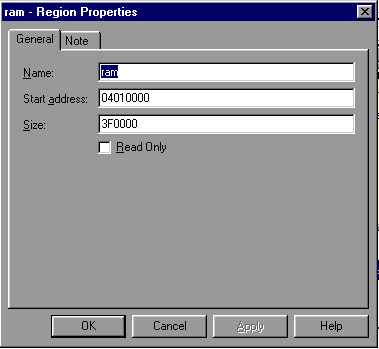 ram - Region Properties
General Note
Name: ram
Start address: 04010000
Size: 3F0000
Read Only
OK Cancel Apply Help